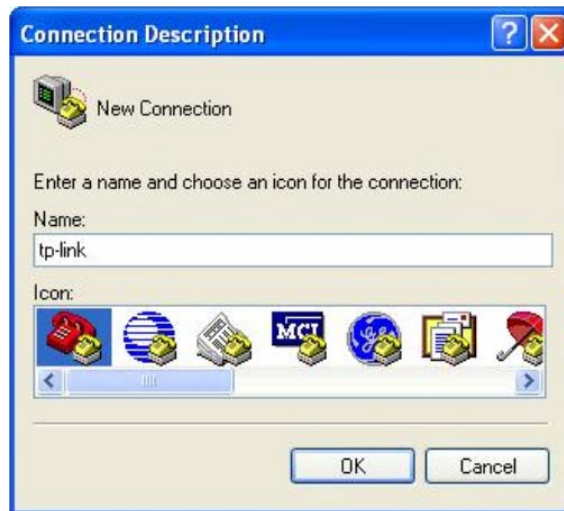 Connection Description
New Connection
Enter a name and choose an icon for the connection:
Name:
tp-link
Icon:
MCI
OK
Cancel